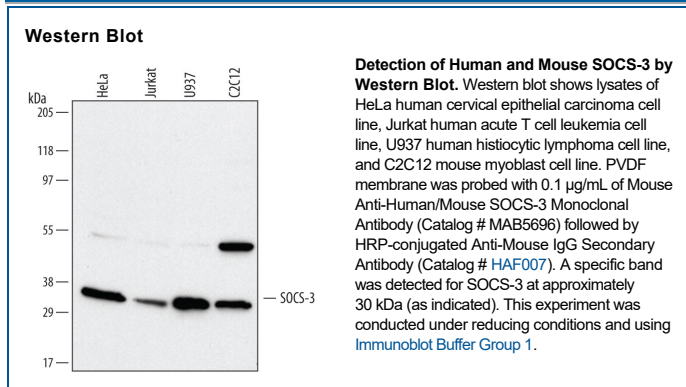 Western Blot
kDa
HeLa
Jurkat
U937
C2C12
205
118
97
55
38
29
17
SOCS-3
Detection of Human and Mouse SOCS-3 by
Western Blot. Western blot shows lysates of
HeLa human cervical epithelial carcinoma cell
line, Jurkat human acute T cell leukemia cell
line, U937 human histiocytic lymphoma cell line,
and C2C12 mouse myoblast cell line. PVDF
membrane was probed with 0.1 µg/mL of Mouse
Anti-Human/Mouse SOCS-3 Monoclonal
Antibody (Catalog # MAB5696) followed by
HRP-conjugated Anti-Mouse IgG Secondary
Antibody (Catalog # HAF007). A specific band
was detected for SOCS-3 at approximately
30 kDa (as indicated). This experiment was
conducted under reducing conditions and using
Immunoblot Buffer Group 1.